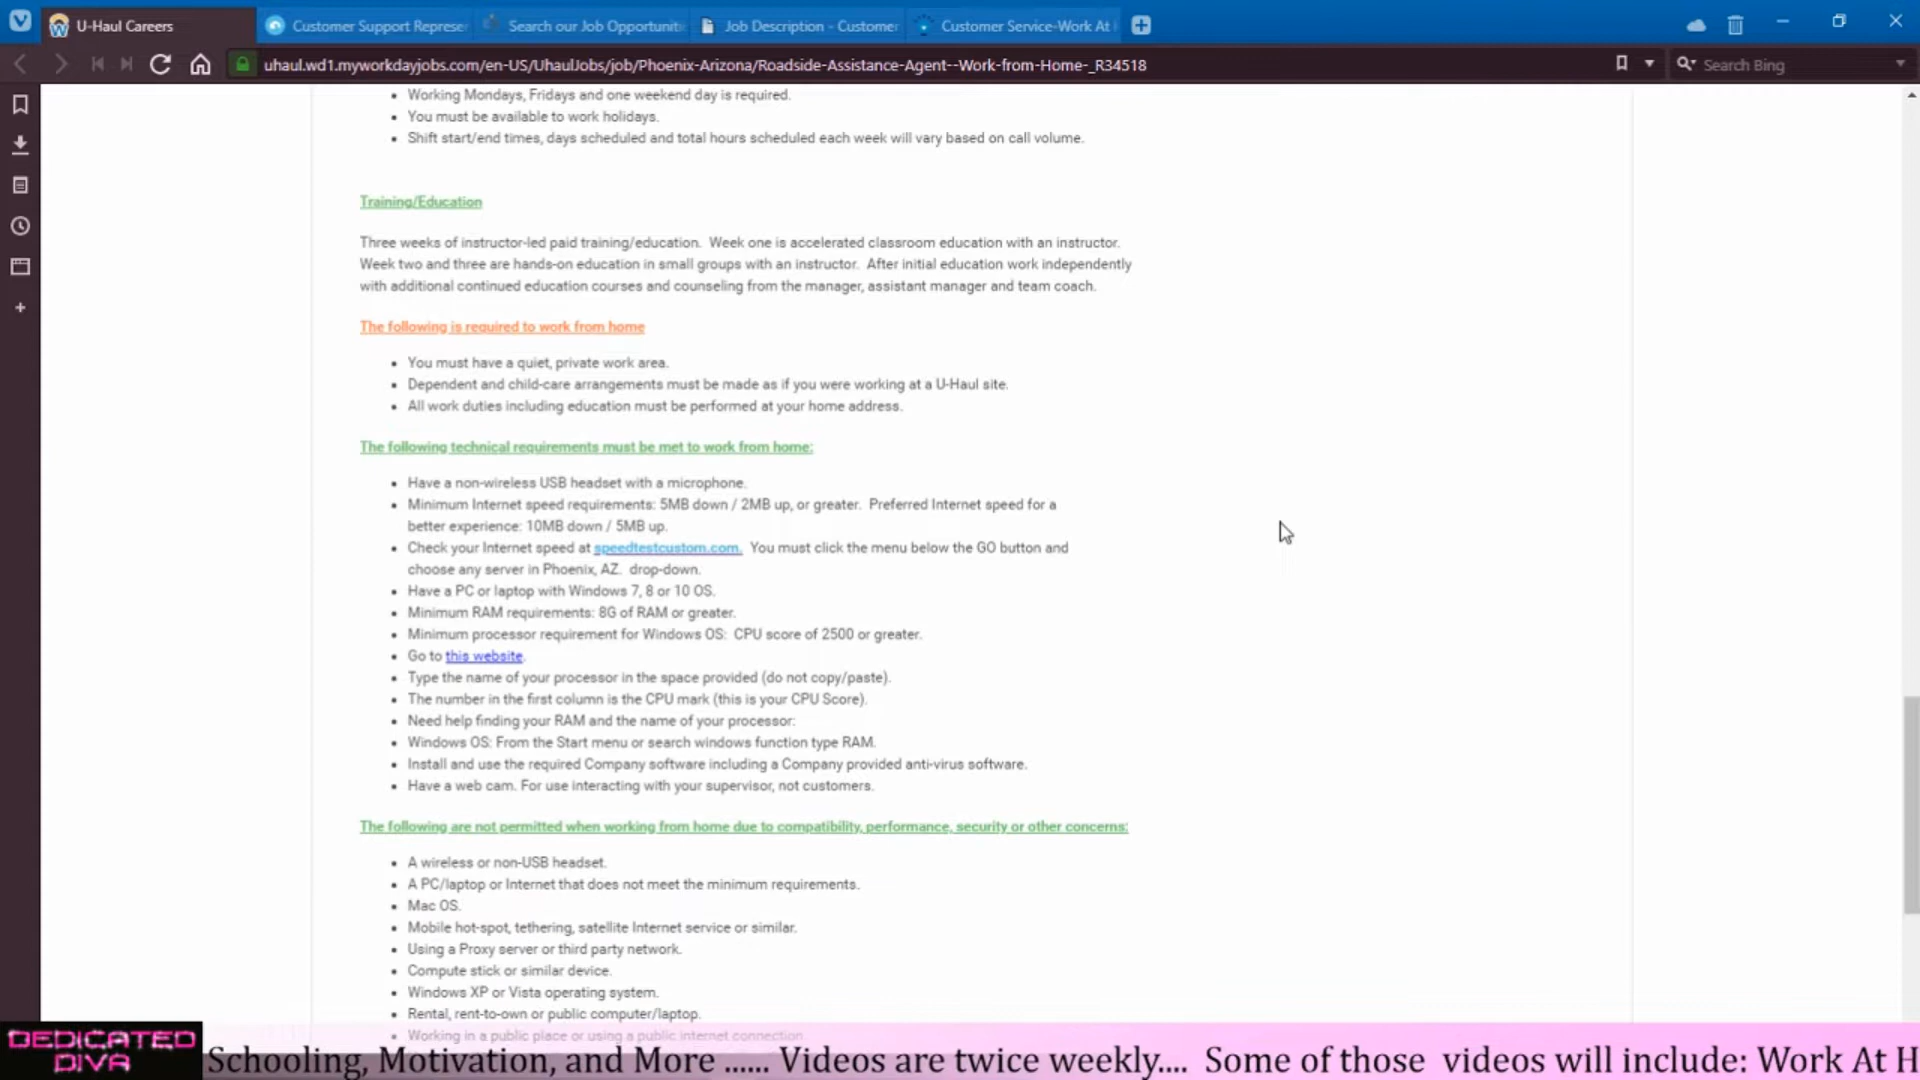 U-Haul Careers
Customer Support Represe
Search our Job Opportuniti
Job Description - Customer
Customer Service-Work At
uhaul.wd1.myworkdayjobs.com/en-US/UhaulJobs/job/Phoenix-Arizona/Roadside-Assistance-Agent--Work-from-Home-_R34518
Search Bing
• Working Mondays, Fridays and one weekend day is required.
• You must be available to work holidays.
• Shift start/end times, days scheduled and total hours scheduled each week will vary based on call volume.
Training/Education
Three weeks of instructor-led paid training/education. Week one is accelerated classroom education with an instructor.
Week two and three are hands-on education in small groups with an instructor. After initial education work independently
with additional continued education courses and counseling from the manager, assistant manager and team coach.
The following is required to work from home
• You must have a quiet, private work area.
• Dependent and child-care arrangements must be made as if you were working at a U-Haul site.
• All work duties including education must be performed at your home address.
The following technical requirements must be met to work from home:
• Have a non-wireless USB headset with a microphone.
• Minimum Internet speed requirements: 5MB down / 2MB up, or greater. Preferred Internet speed for a
better experience: 10MB down / 5MB up.
• Check your Internet speed at speedtestcustom.com. You must click the menu below the GO button and
choose any server in Phoenix, AZ. drop-down.
• Have a PC or laptop with Windows 7, 8 or 10 OS.
• Minimum RAM requirements: 8G of RAM or greater.
• Minimum processor requirement for Windows OS: CPU score of 2500 or greater.
• Go to this website.
• Type the name of your processor in the space provided (do not copy/paste).
• The number in the first column is the CPU mark (this is your CPU Score).
• Need help finding your RAM and the name of your processor:
• Windows OS: From the Start menu or search windows function type RAM.
• Install and use the required Company software including a Company provided anti-virus software.
• Have a web cam. For use interacting with your supervisor, not customers.
The following are not permitted when working from home due to compatibility, performance, security or other concerns:
• A wireless or non-USB headset.
• A PC/laptop or Internet that does not meet the minimum requirements.
• Mac OS.
• Mobile hot-spot, tethering, satellite Internet service or similar.
• Using a Proxy server or third party network.
• Compute stick or similar device.
• Windows XP or Vista operating system.
• Rental, rent-to-own or public computer/laptop.
• Working in a public place or using a public internet connection
DEDICATED
DIVA
Schooling, Motivation, and More ...... Videos are twice weekly.... Some of those videos will include: Work At H